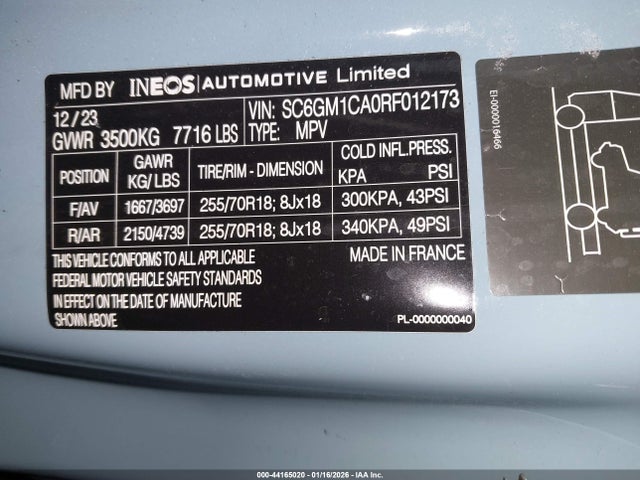 MFD BY INEOS | AUTOMOTIVE Limited
12/23
VIN: SC6GM1CA0RF012173
GVWR 3500KG 7716 LBS
TYPE: MPV
POSITION GAWR KG/LBS TIRE/RIM - DIMENSION COLD INFL.PRESS. KPA PSI
F/AV 1667/3697 255/70R18; 8Jx18 300KPA, 43PSI
R/AR 2150/4739 255/70R18; 8Jx18 340KPA, 49PSI
THIS VEHICLE CONFORMS TO ALL APPLICABLE
FEDERAL MOTOR VEHICLE SAFETY STANDARDS
IN EFFECT ON THE DATE OF MANUFACTURE
SHOWN ABOVE
MADE IN FRANCE
PL-0000000040
EI-0000016466
000-44165020 - 01/16/2026 - IAA Inc.